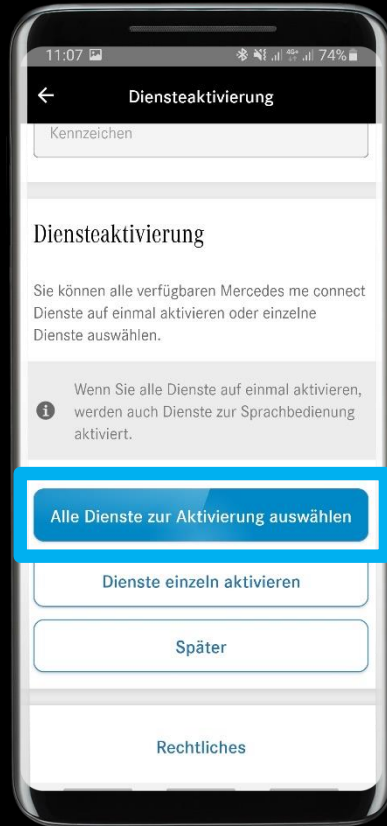 11:07 74%
Diensteaktivierung
Kennzeichen
Diensteaktivierung
Sie können alle verfügbaren Mercedes me connect
Dienste auf einmal aktivieren oder einzelne
Dienste auswählen.
Wenn Sie alle Dienste auf einmal aktivieren,
werden auch Dienste zur Sprachbedienung
aktiviert.
Alle Dienste zur Aktivierung auswählen
Dienste einzeln aktivieren
Später
Rechtliches